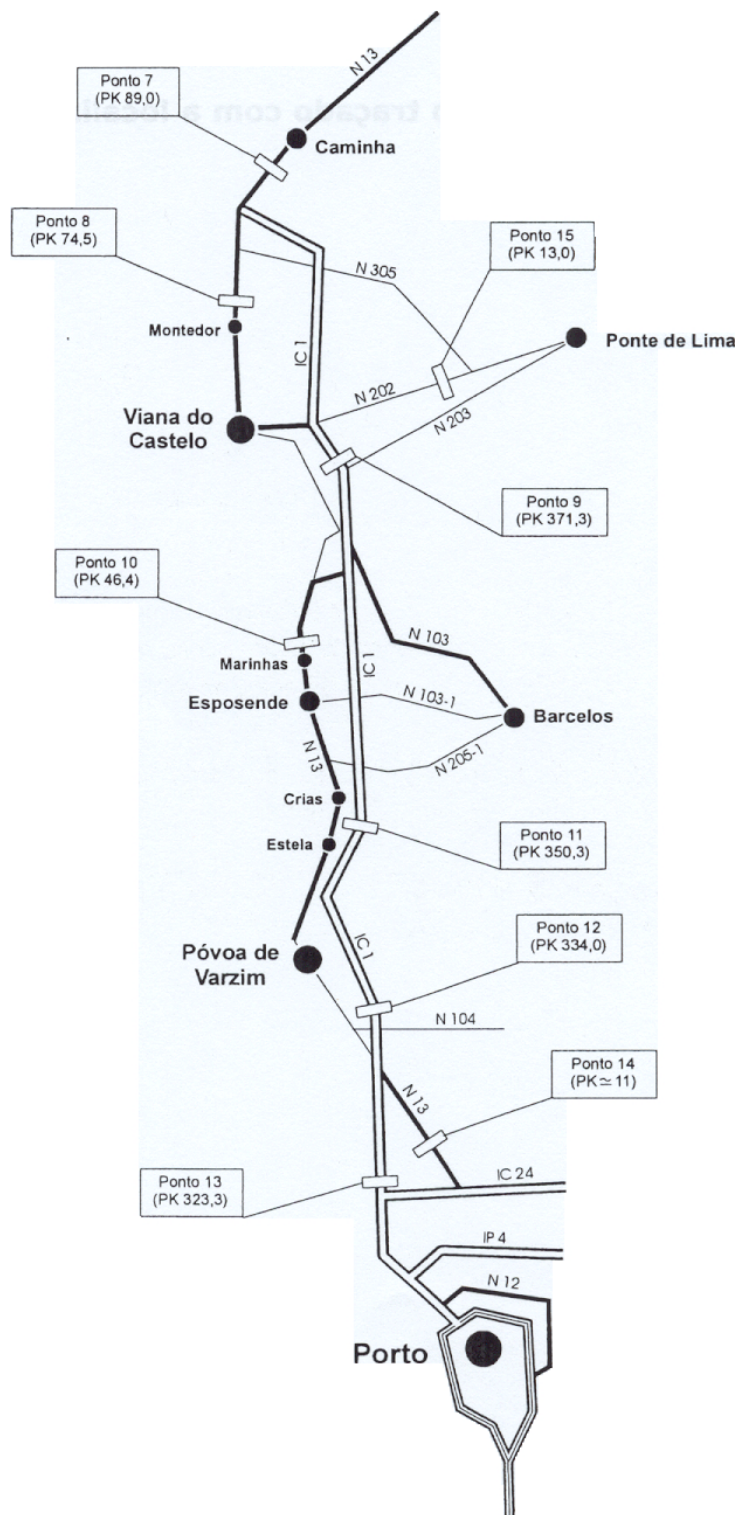 o traçado com a locali
N 13
Ponto 7
(PK 89,0)
Caminha
Ponto 8
(PK 74,5)
Ponto 15
(PK 13,0)
N 305
Montedor
IC 1
Ponte de Lima
N 202
N 203
Viana do
Castelo
Ponto 9
(PK 371,3)
Ponto 10
(PK 46,4)
N 103
Marinhas
IC 1
Esposende
N 103-1
Barcelos
N 13
N 205-1
Crias
Estela
Ponto 11
(PK 350,3)
Ponto 12
(PK 334,0)
IC 1
Póvoa de
Varzim
N 104
Ponto 14
(PK ≃ 11)
N 13
Ponto 13
(PK 323,3)
IC 24
IP 4
N 12
Porto